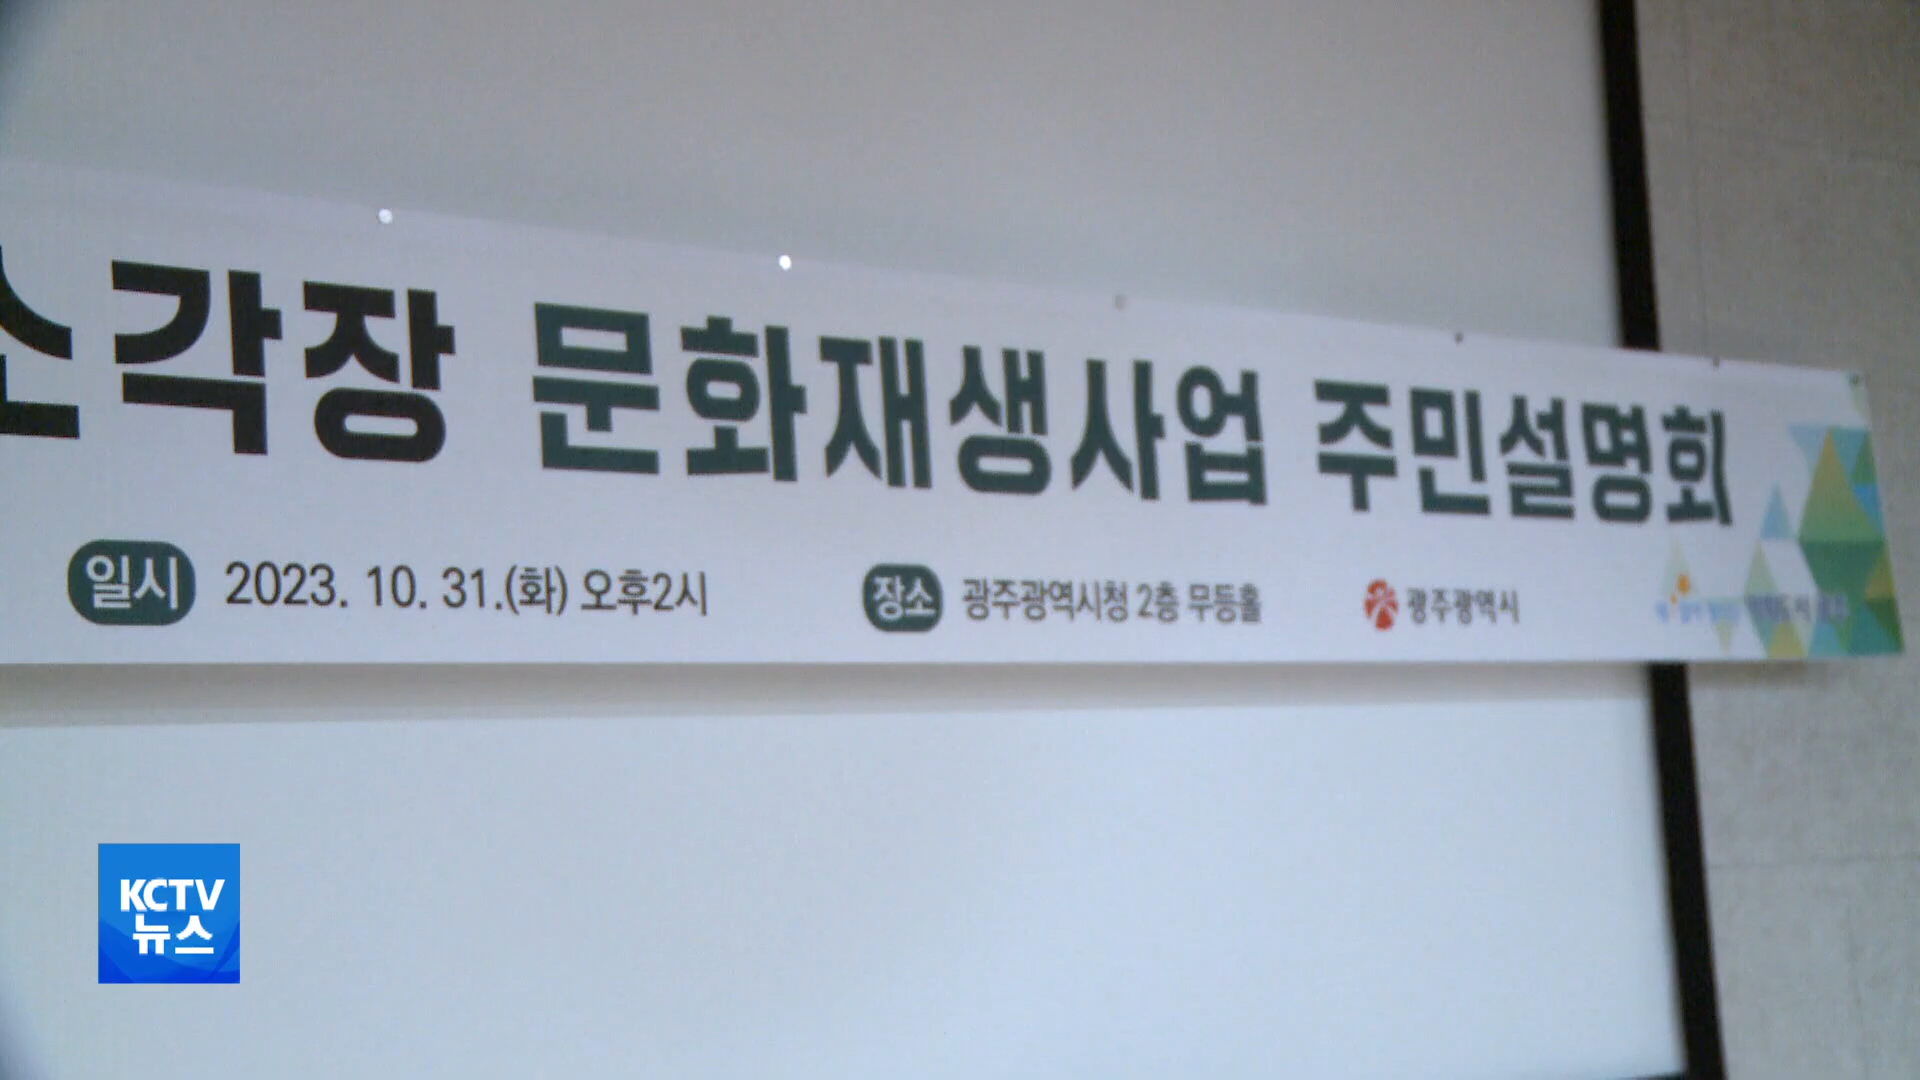 소각장 문화재생사업 주민설명회
일시 2023. 10. 31.(화) 오후2시 장소 광주광역시청 2층 무등홀 광주광역시
KCTV
뉴스